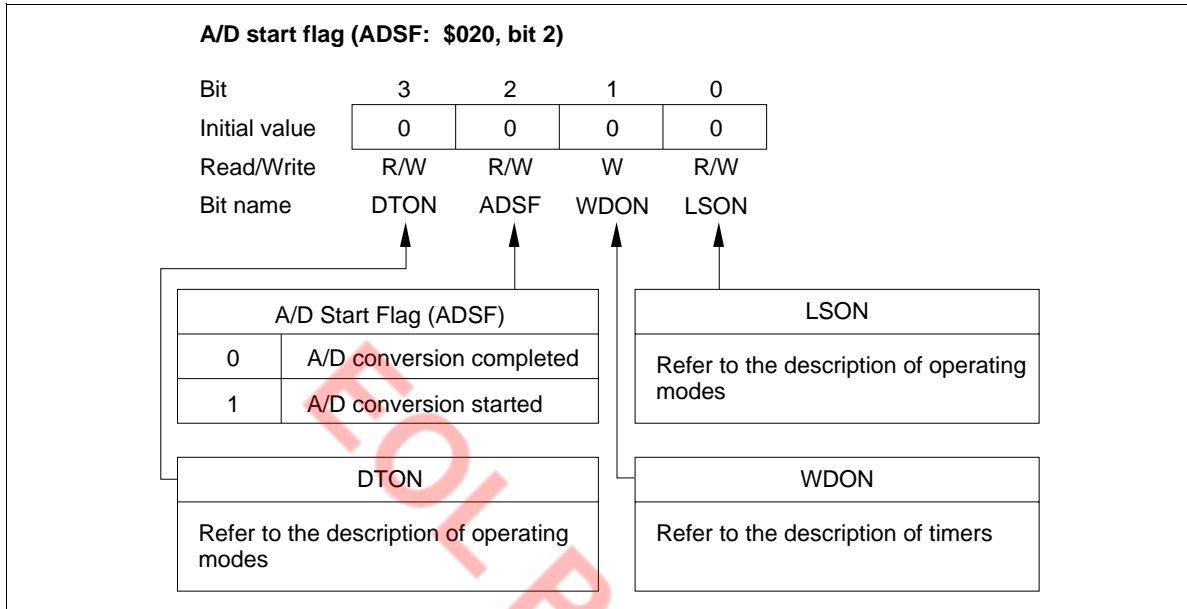 A/D start flag (ADSF: $020, bit 2)
Bit 3 2 1 0
Initial value 0 0 0 0
Read/Write R/W R/W W R/W
Bit name DTON ADSF WDON LSON
A/D Start Flag (ADSF)
0 A/D conversion completed
1 A/D conversion started
LSON
Refer to the description of operating
modes
DTON
Refer to the description of operating
modes
WDON
Refer to the description of timers
EOL P